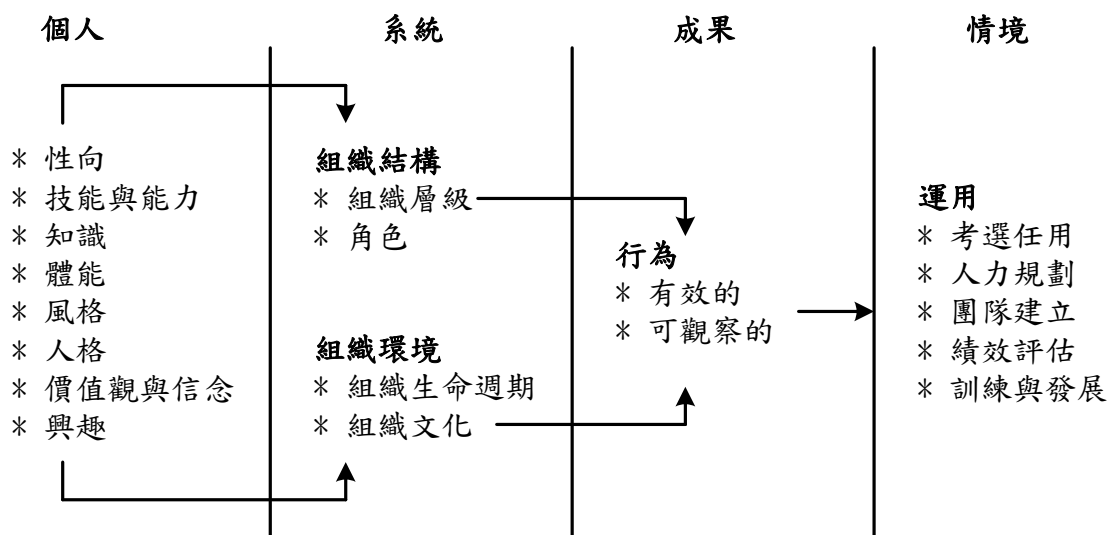 個人
* 性向
* 技能與能力
* 知識
* 體能
* 風格
* 人格
* 價值觀與信念
* 興趣
系統
組織結構
* 組織層級
* 角色
組織環境
* 組織生命週期
* 組織文化
成果
行為
* 有效的
* 可觀察的
情境
運用
* 考選任用
* 人力規劃
* 團隊建立
* 績效評估
* 訓練與發展